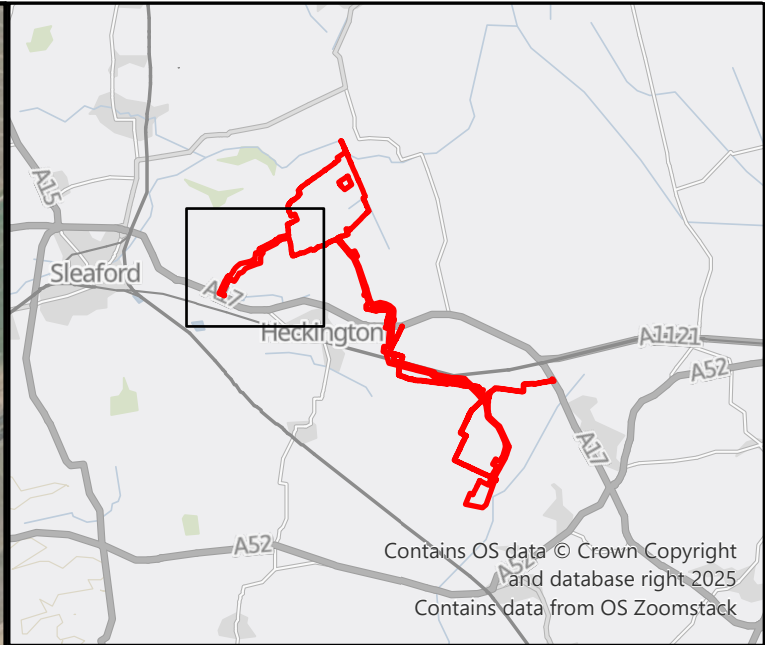 A15
Sleaford
A17
Heckington
A1121
A52
A17
A52
A52
Contains OS data © Crown Copyright
and database right 2025
Contains data from OS Zoomstack